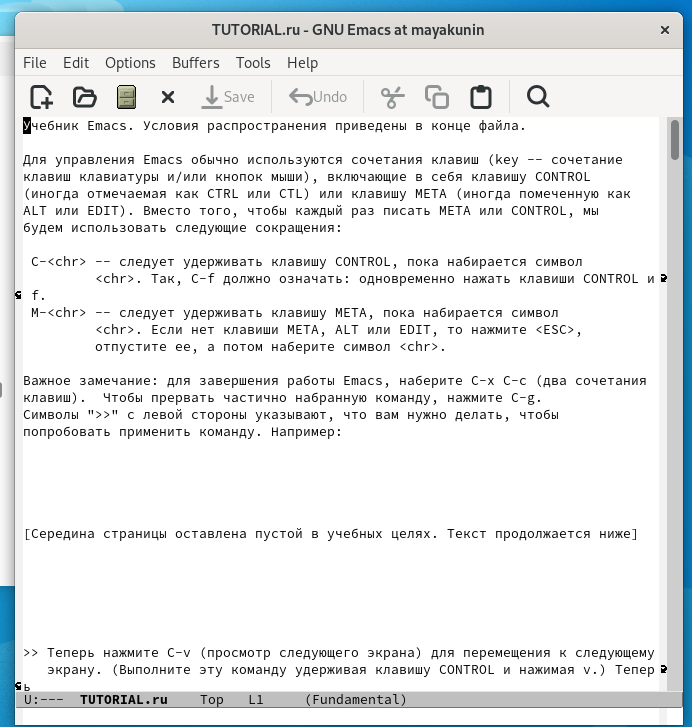 TUTORIAL.ru - GNU Emacs at mayakunin
File Edit Options Buffers Tools Help
Save Undo
Учебник Emacs. Условия распространения приведены в конце файла.
Для управления Emacs обычно используются сочетания клавиш (key -- сочетание
клавиш клавиатуры и/или кнопок мыши), включающие в себя клавишу CONTROL
(иногда отмечаемая как CTRL или CTL) или клавишу META (иногда помеченную как
ALT или EDIT). Вместо того, чтобы каждый раз писать META или CONTROL, мы
будем использовать следующие сокращения:
C-<chr> -- следует удерживать клавишу CONTROL, пока набирается символ
<chr>. Так, C-f должно означать: одновременно нажать клавиши CONTROL и
f.
M-<chr> -- следует удерживать клавишу META, пока набирается символ
<chr>. Если нет клавиши META, ALT или EDIT, то нажмите <ESC>,
отпустите ее, а потом наберите символ <chr>.
Важное замечание: для завершения работы Emacs, наберите C-x C-c (два сочетания
клавиш).  Чтобы прервать частично набранную команду, нажмите C-g.
Символы ">>" с левой стороны указывают, что вам нужно делать, чтобы
попробовать применить команду. Например:
[Середина страницы оставлена пустой в учебных целях. Текст продолжается ниже]
>> Теперь нажмите C-v (просмотр следующего экрана) для перемещения к следующему
экрану. (Выполните эту команду удерживая клавишу CONTROL и нажимая v.) Тепер
ь
U:---  TUTORIAL.ru    Top   L1     (Fundamental)